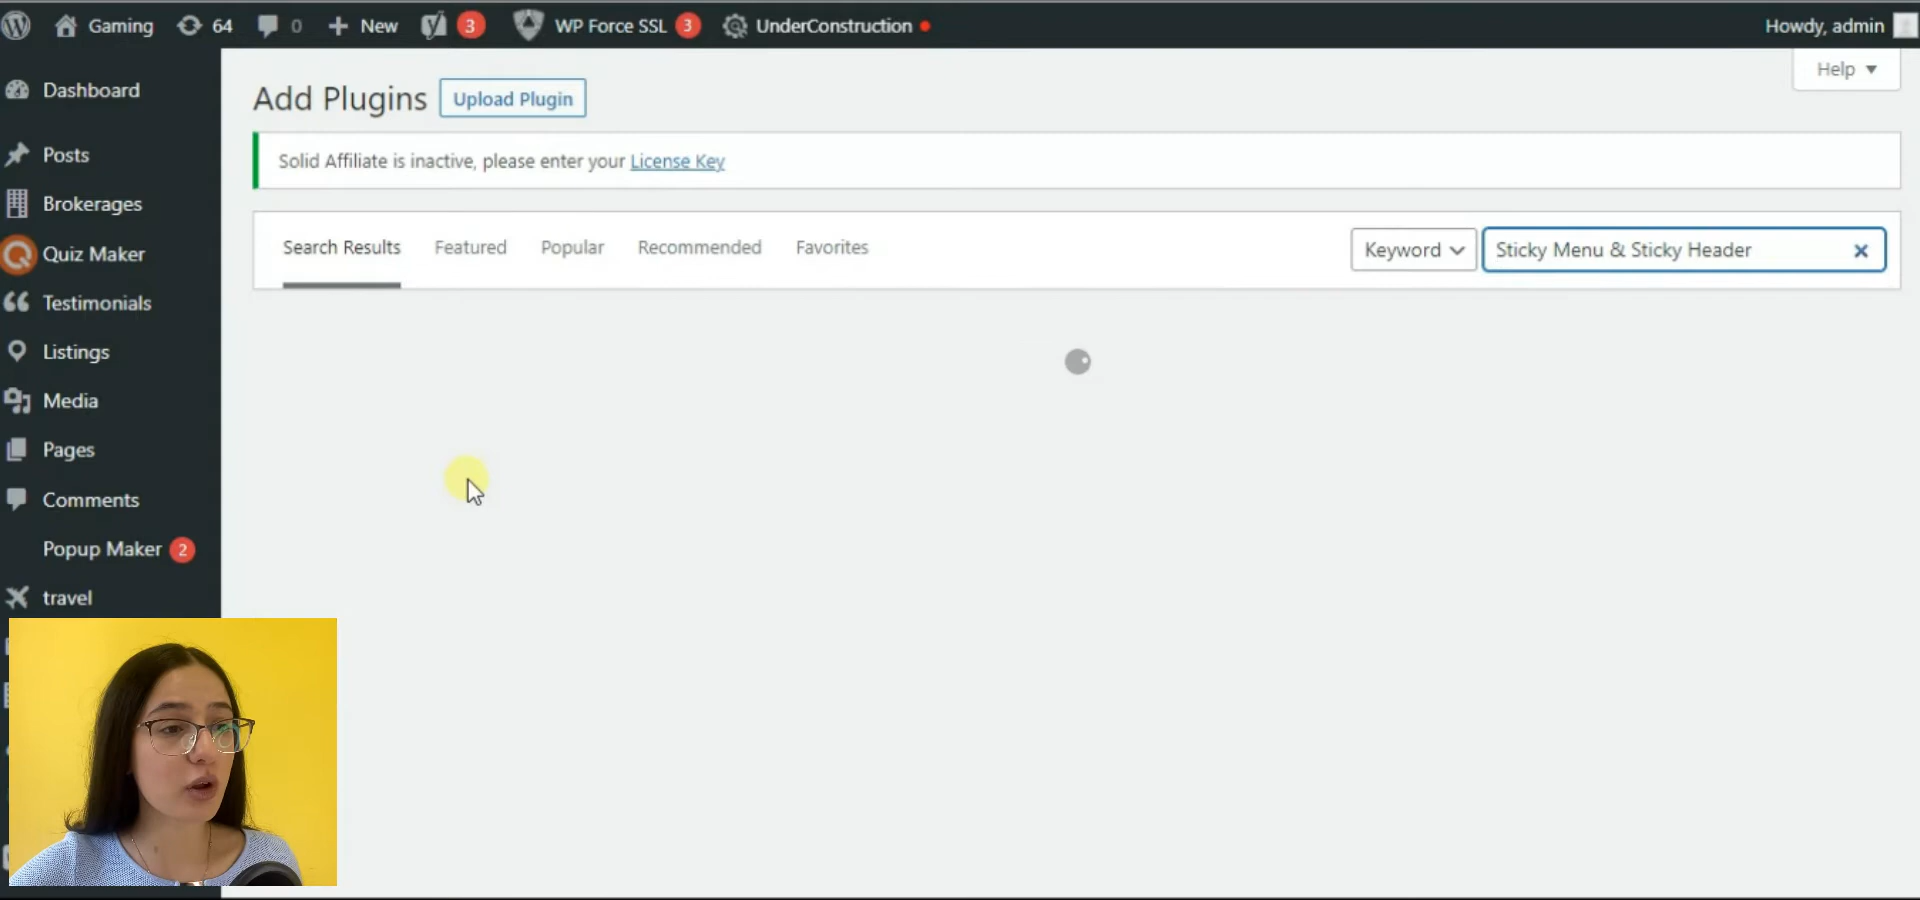 Gaming 64 0 New 3 WP Force SSL 3 UnderConstruction Howdy, admin
Help
Dashboard
Posts
Brokerages
Quiz Maker
Testimonials
Listings
Media
Pages
Comments
Popup Maker 2
travel
Add Plugins Upload Plugin
Solid Affiliate is inactive, please enter your License Key
Search Results Featured Popular Recommended Favorites Keyword Sticky Menu & Sticky Header